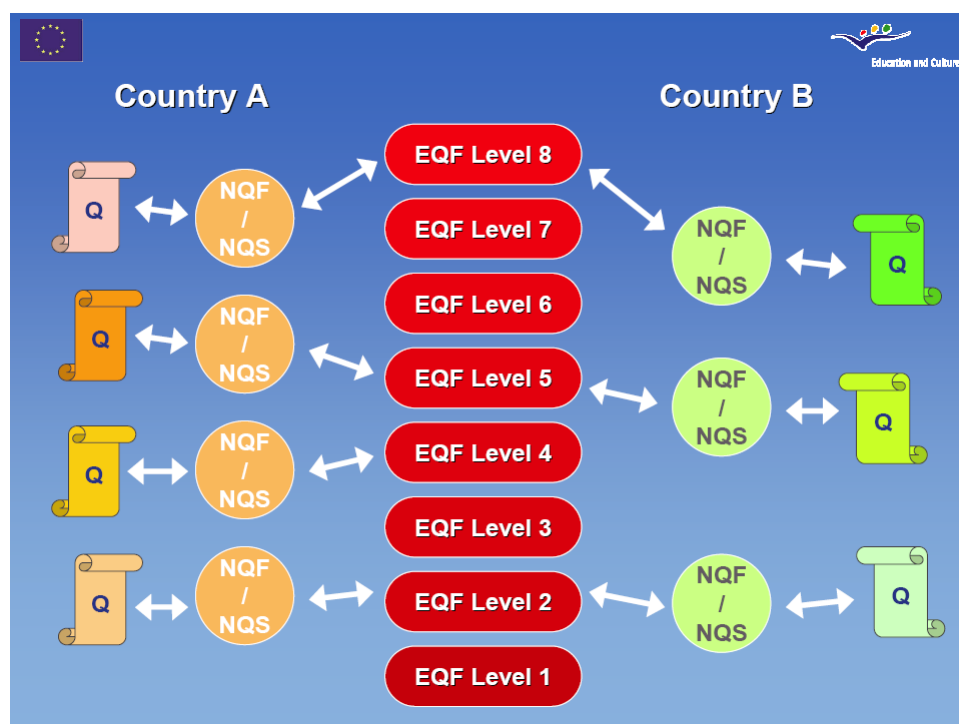 Education and Culture
Country A
Country B
EQF Level 8
EQF Level 7
EQF Level 6
EQF Level 5
EQF Level 4
EQF Level 3
EQF Level 2
EQF Level 1
Q
NQF
/
NQS
Q
NQF
/
NQS
Q
NQF
/
NQS
Q
NQF
/
NQS
NQF
/
NQS
Q
NQF
/
NQS
Q
NQF
/
NQS
Q